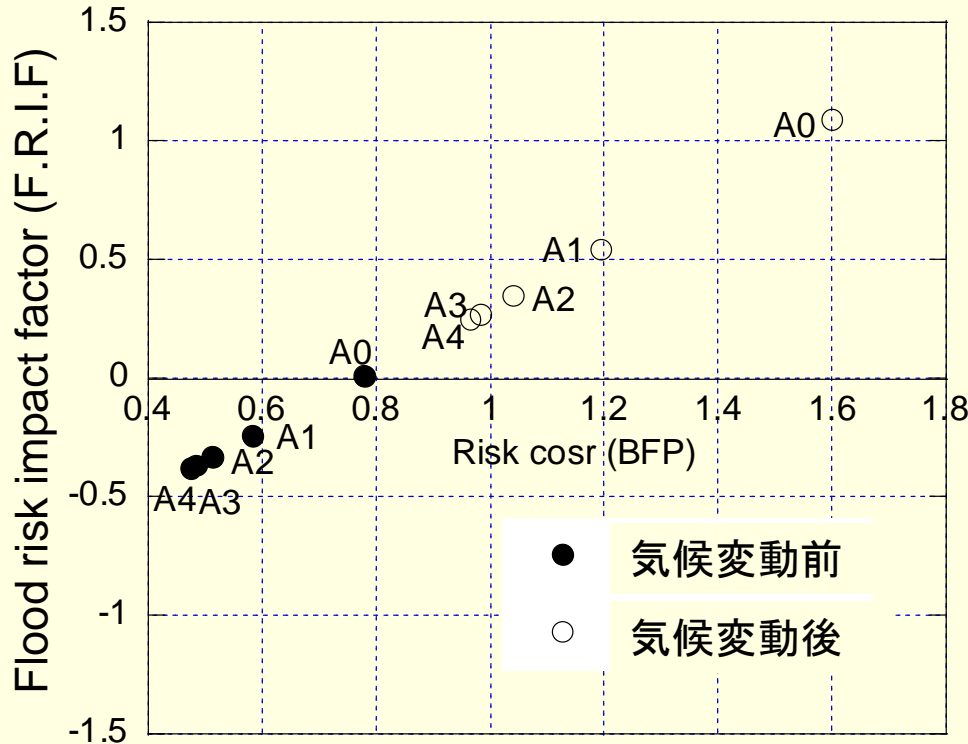 Flood risk impact factor (F.R.I.F)
1.5
1
0.5
0
-0.5
-1
-1.5
0.4
0.6
0.8
1
1.2
1.4
1.6
1.8
Risk cosr (BFP)
A0
A1
A2
A3
A4
A0
A1
A2
A4
A3
気候変動前
気候変動後